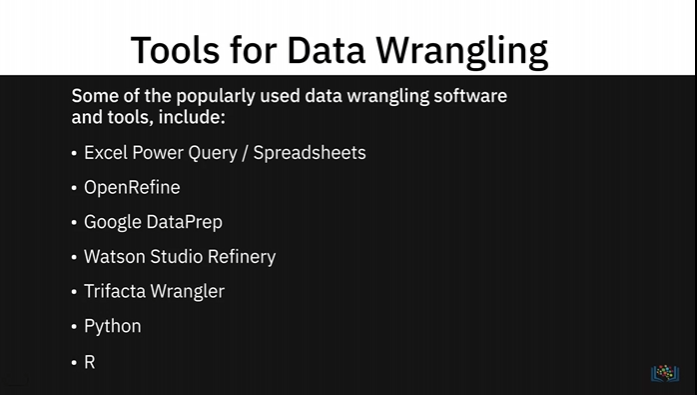 Tools for Data Wrangling
Some of the popularly used data wrangling software
and tools, include:
• Excel Power Query / Spreadsheets
• OpenRefine
• Google DataPrep
• Watson Studio Refinery
• Trifacta Wrangler
• Python
• R